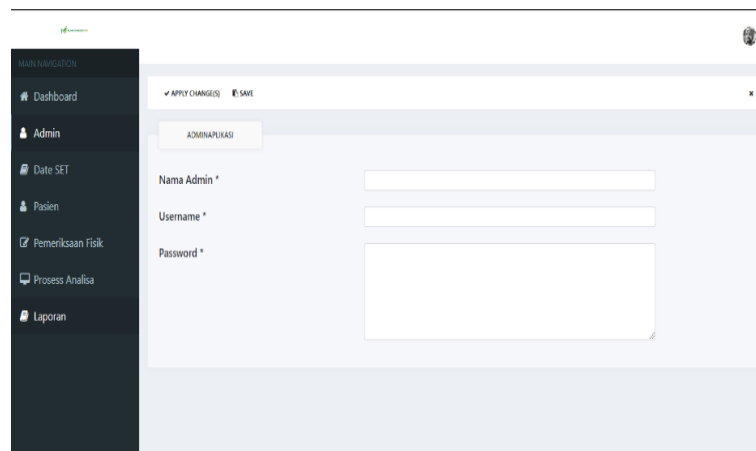 MAIN NAVIGATION
Dashboard
Admin
Date SET
Pasien
Pemeriksaan Fisik
Prosess Analisa
Laporan
APPLY CHANGE(S) SAVE
ADMINAPLIKASI
Nama Admin *
Username *
Password *